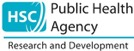 HSC Public Health
Agency
Research and Development